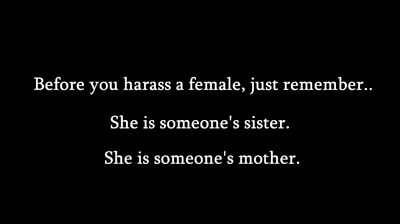 Before you harass a female, just remember..
She is someone's sister.
She is someone's mother.